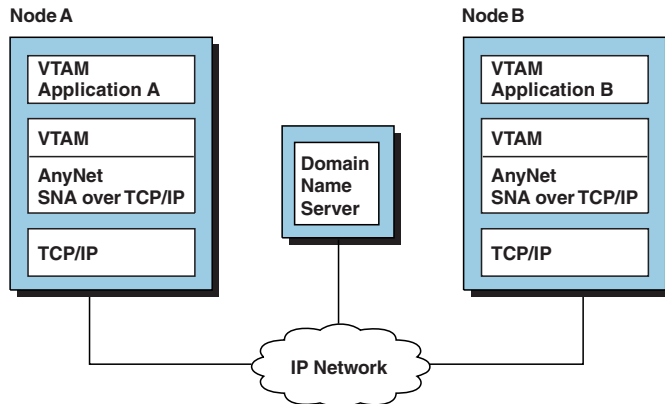 Node A
Node B
VTAM
Application A
VTAM
AnyNet
SNA over TCP/IP
TCP/IP
Domain
Name
Server
VTAM
Application B
VTAM
AnyNet
SNA over TCP/IP
TCP/IP
IP Network